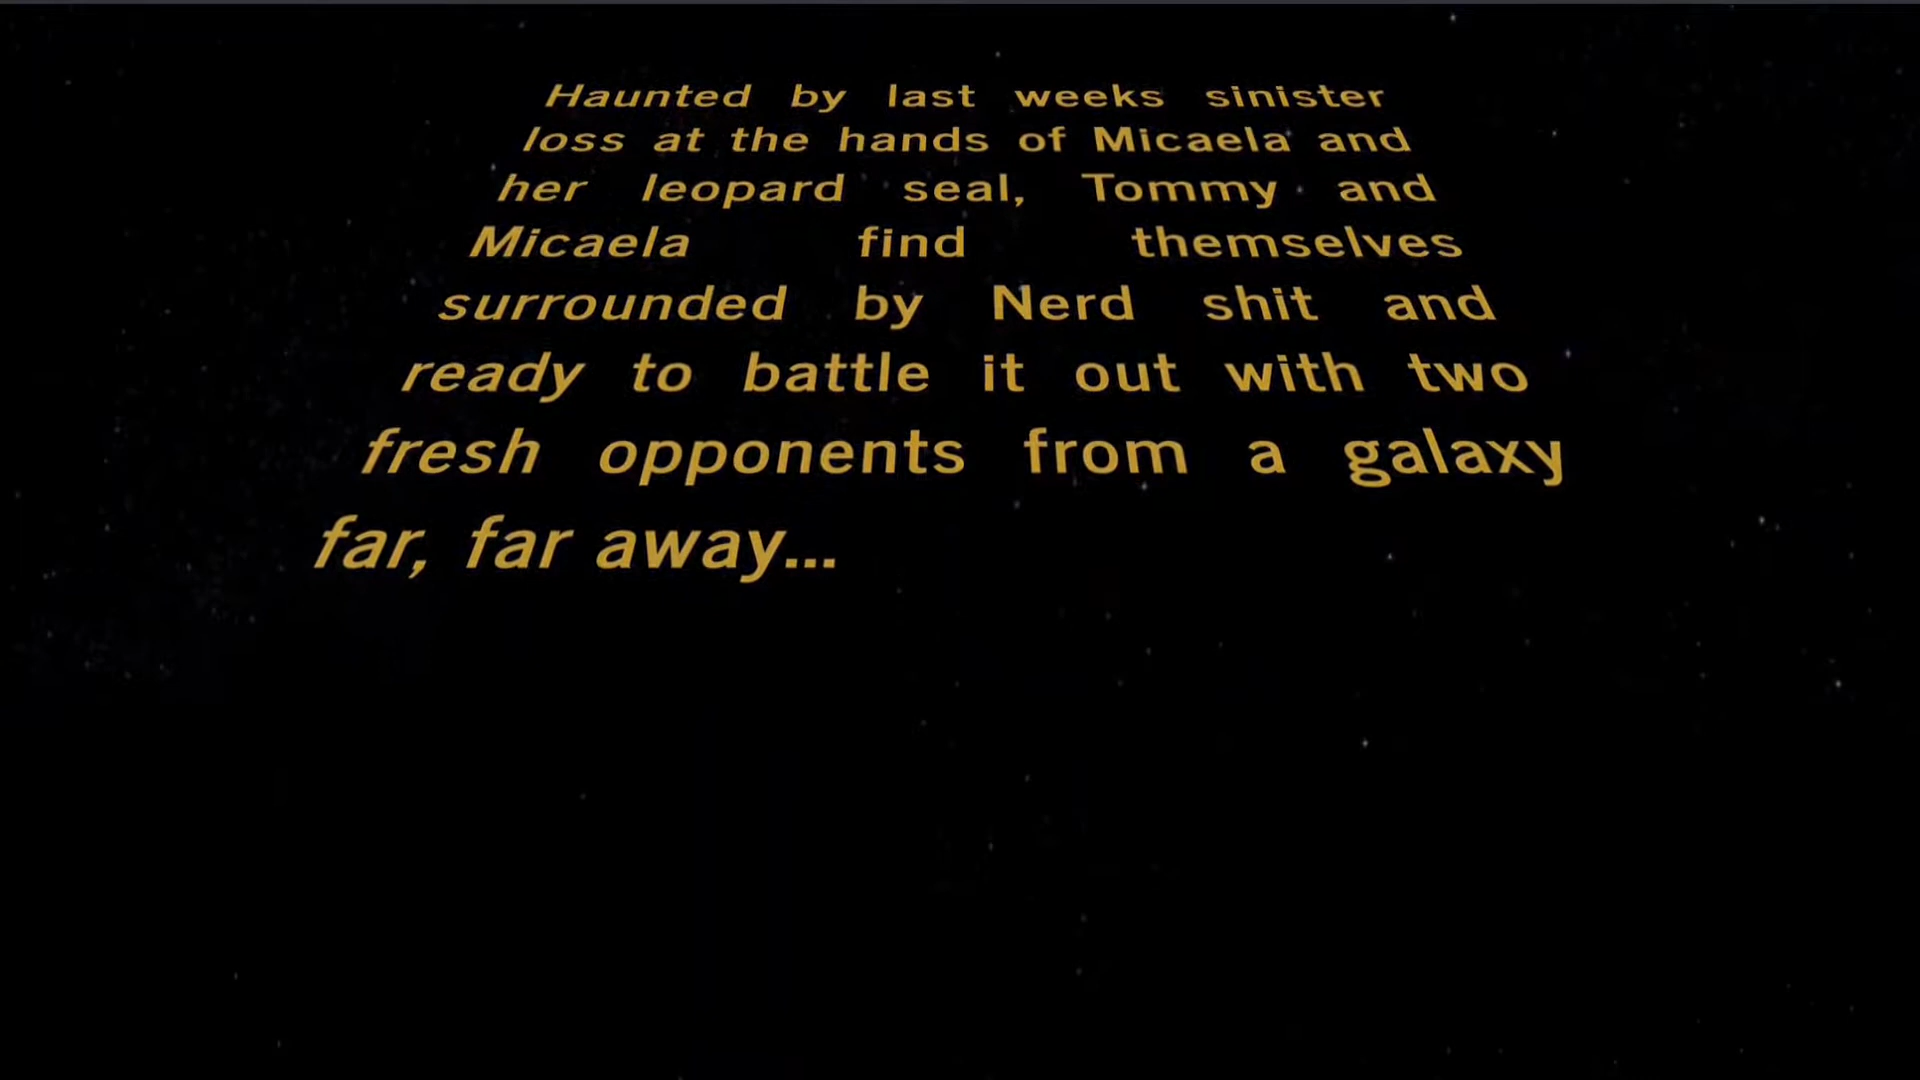 Haunted by last weeks sinister
loss at the hands of Micaela and
her leopard seal, Tommy and
Micaela find themselves
surrounded by Nerd shit and
ready to battle it out with two
fresh opponents from a galaxy
far, far away...